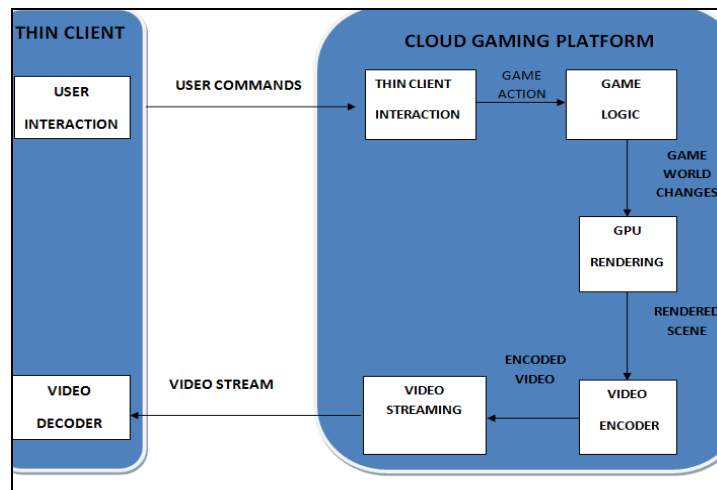 THIN CLIENT
CLOUD GAMING PLATFORM
USER
INTERACTION
USER COMMANDS
THIN CLIENT
INTERACTION
GAME
ACTION
GAME
LOGIC
GAME
WORLD
CHANGES
GPU
RENDERING
RENDERED
SCENE
VIDEO
ENCODER
ENCODED
VIDEO
VIDEO
STREAMING
VIDEO STREAM
VIDEO
DECODER